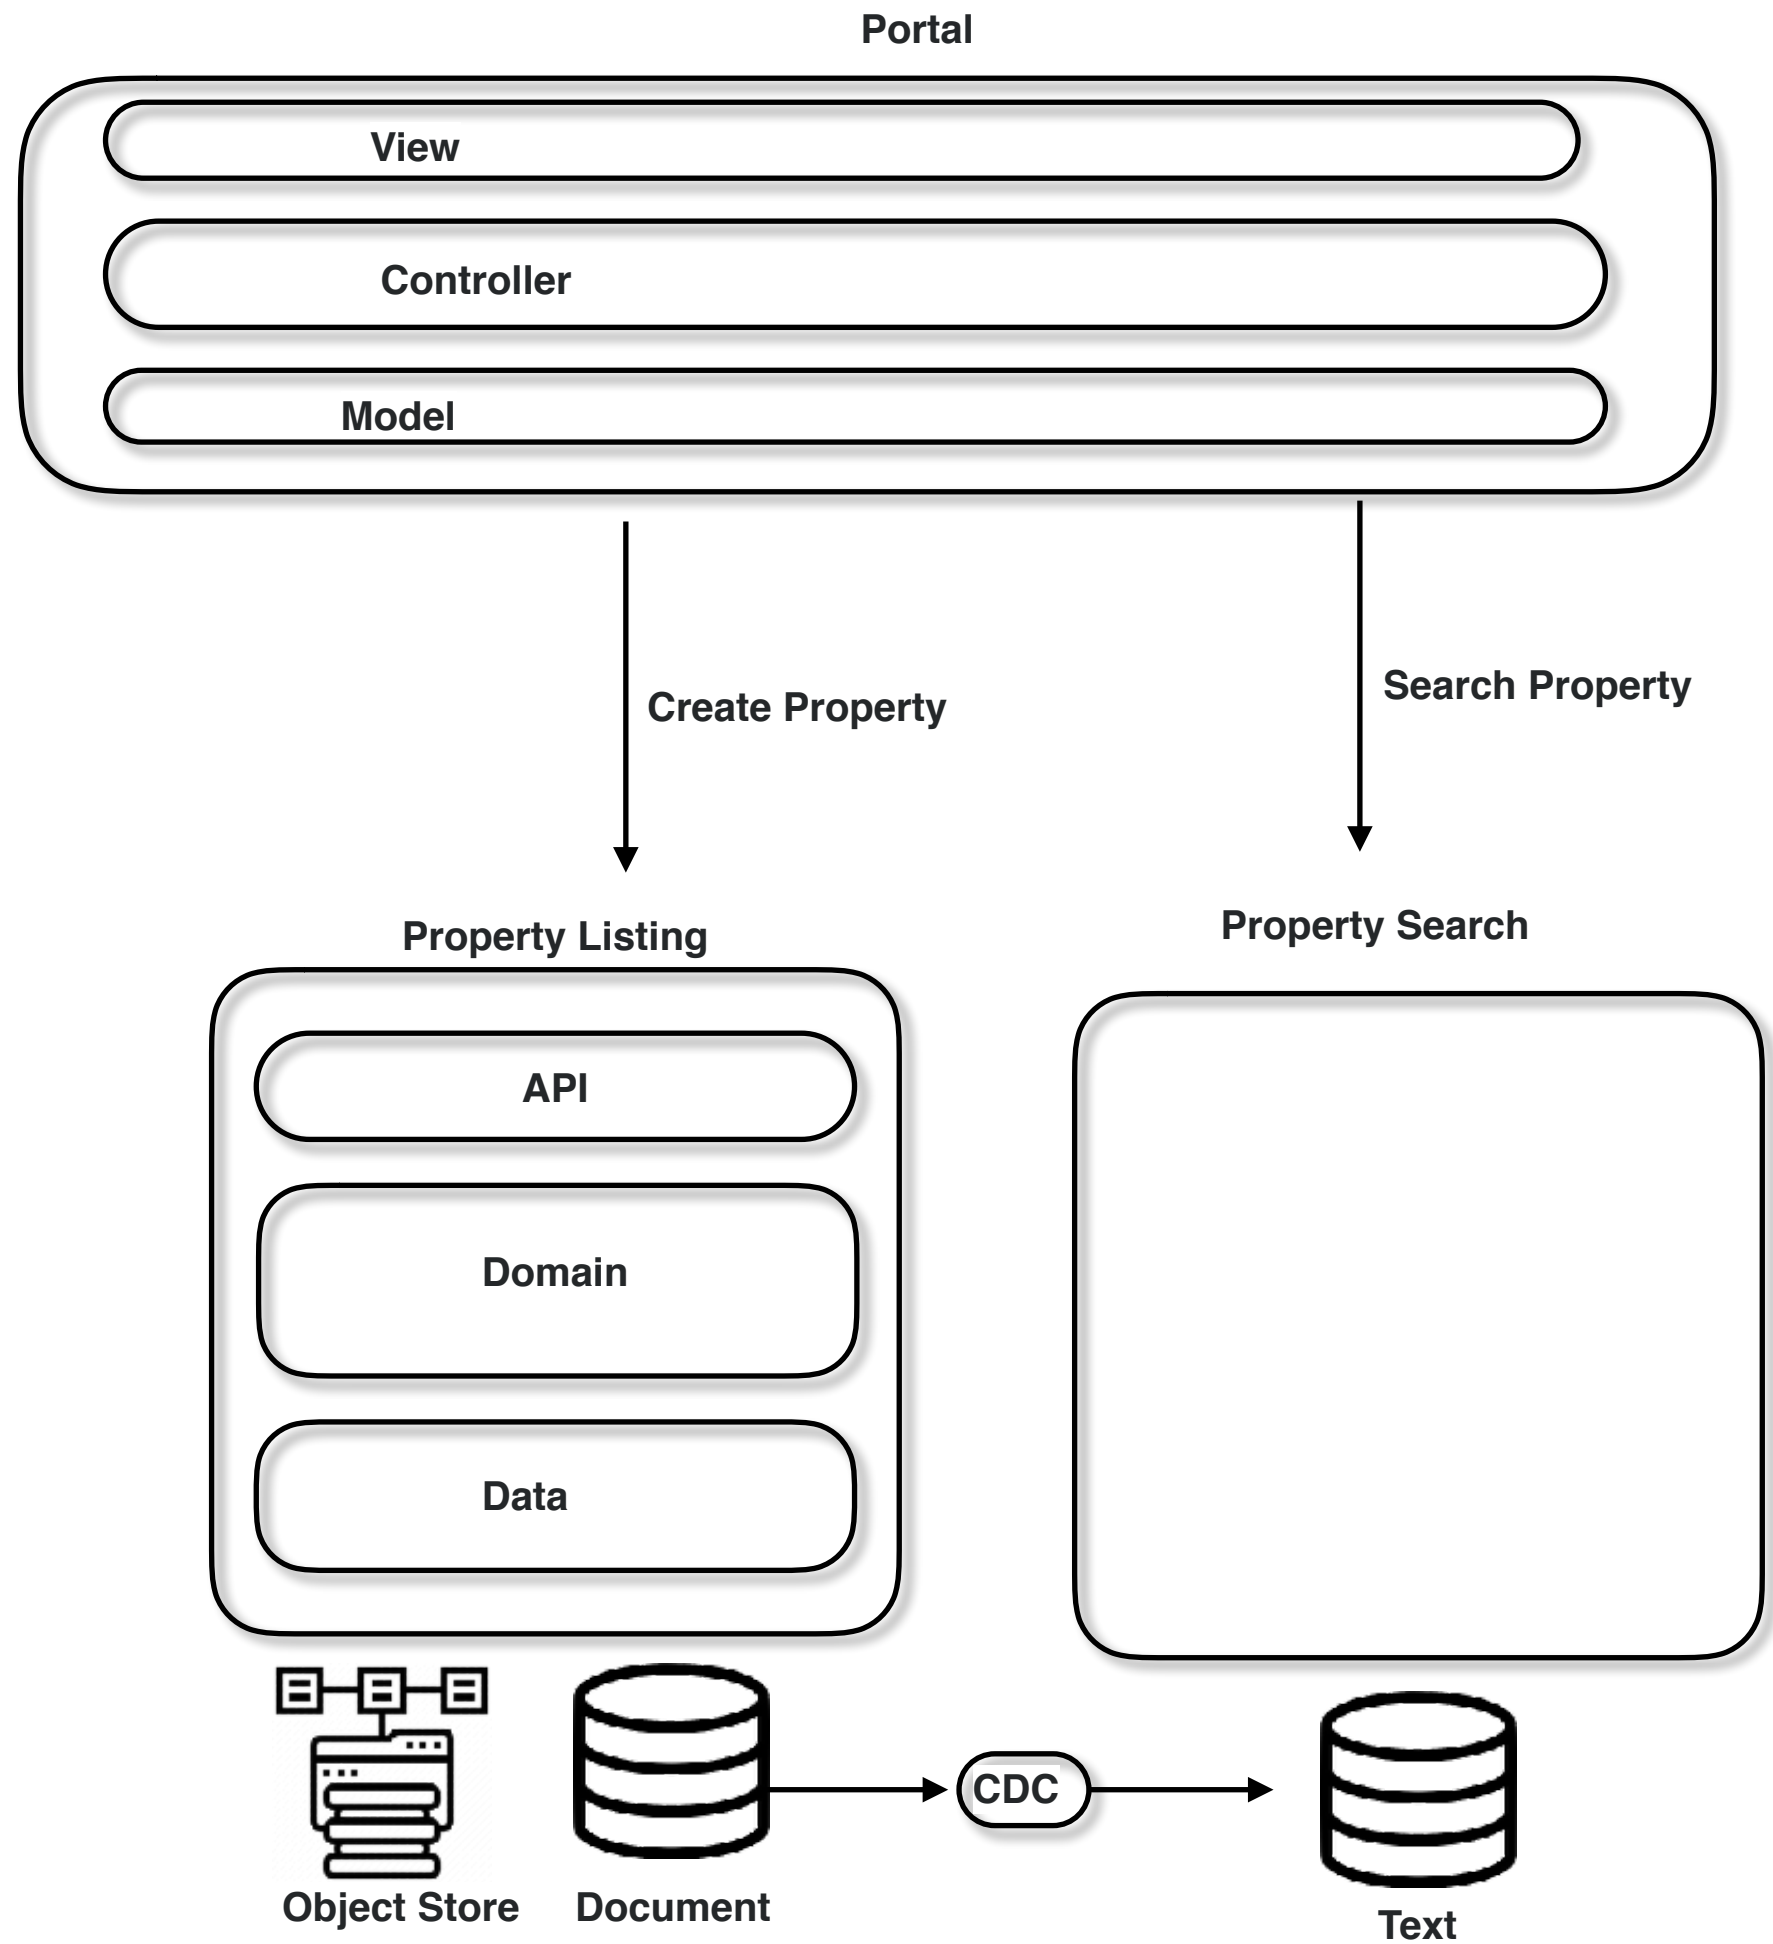 Portal
View
Controller
Model
Create Property
Search Property
Property Listing
Property Search
API
Domain
Data
CDC
Object Store
Document
Text